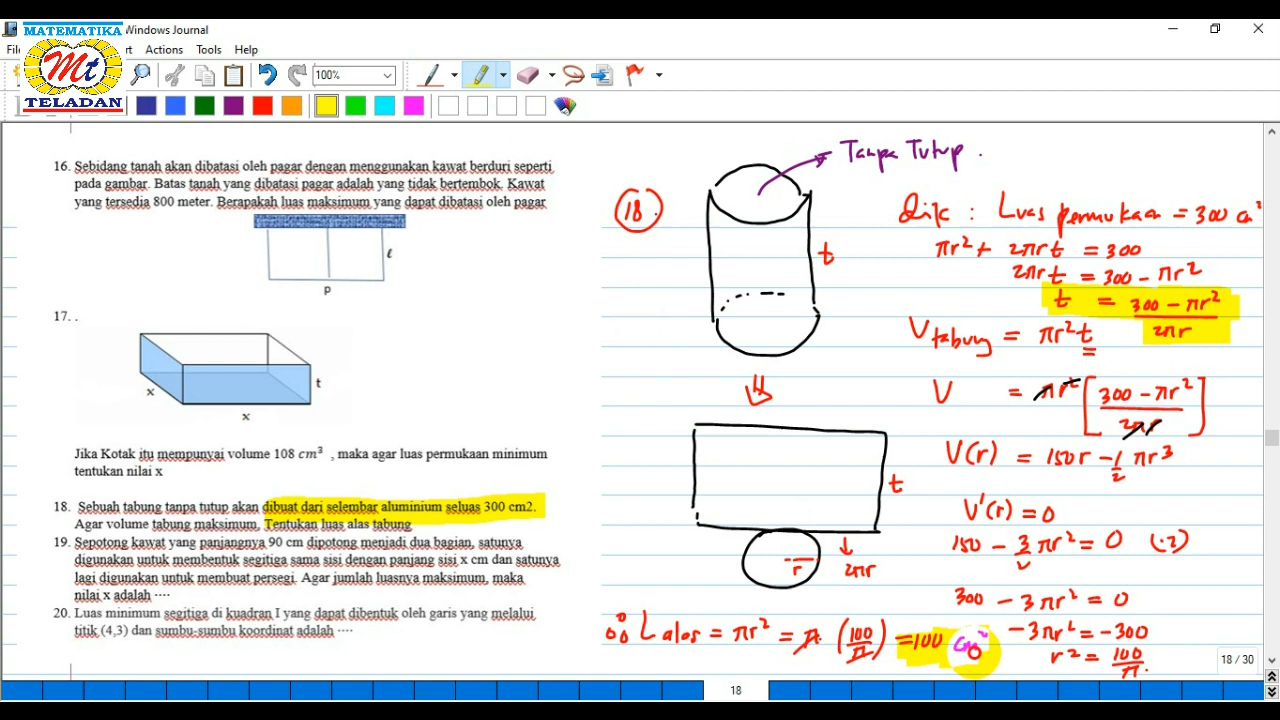 MATEMATIKA
Mt
TELADAN
Windows Journal
Actions Tools Help
100%
16. Sebidang tanah akan dibatasi oleh pagar dengan menggunakan kawat berduri seperti
pada gambar. Batas tanah yang dibatasi pagar adalah yang tidak bertembok. Kawat
yang tersedia 800 meter. Berapakah luas maksimum yang dapat dibatasi oleh pagar
ℓ
p
17. .
t
x
x
Jika Kotak itu mempunyai volume 108 cm³ , maka agar luas permukaan minimum
tentukan nilai x
18. Sebuah tabung tanpa tutup akan dibuat dari selembar aluminium seluas 300 cm2.
Agar volume tabung maksimum, Tentukan luas alas tabung
19. Sepotong kawat yang panjangnya 90 cm dipotong menjadi dua bagian, satunya
digunakan untuk membentuk segitiga sama sisi dengan panjang sisi x cm dan satunya
lagi digunakan untuk membuat persegi. Agar jumlah luasnya maksimum, maka
nilai x adalah ····
20. Luas minimum segitiga di kuadran I yang dapat dibentuk oleh garis yang melalui
titik (4,3) dan sumbu-sumbu koordinat adalah ····
Tanpa Tutup .
18.
t
t
r
2πr
Dik : Luas permukaan = 300 cm²
πr² + 2πrt = 300
2πrt = 300 - πr²
t = (300 - πr²)/2πr
V tabung = πr²t
V = πr² [(300 - πr²)/2πr]
V(r) = 150r - 1/2 πr³
V'(r) = 0
150 - 3/2 πr² = 0 (·2)
300 - 3πr² = 0
-3πr² = -300
r² = 100/π.
L alas = πr² = π. (100/π) = 100 cm²
18 / 30
18